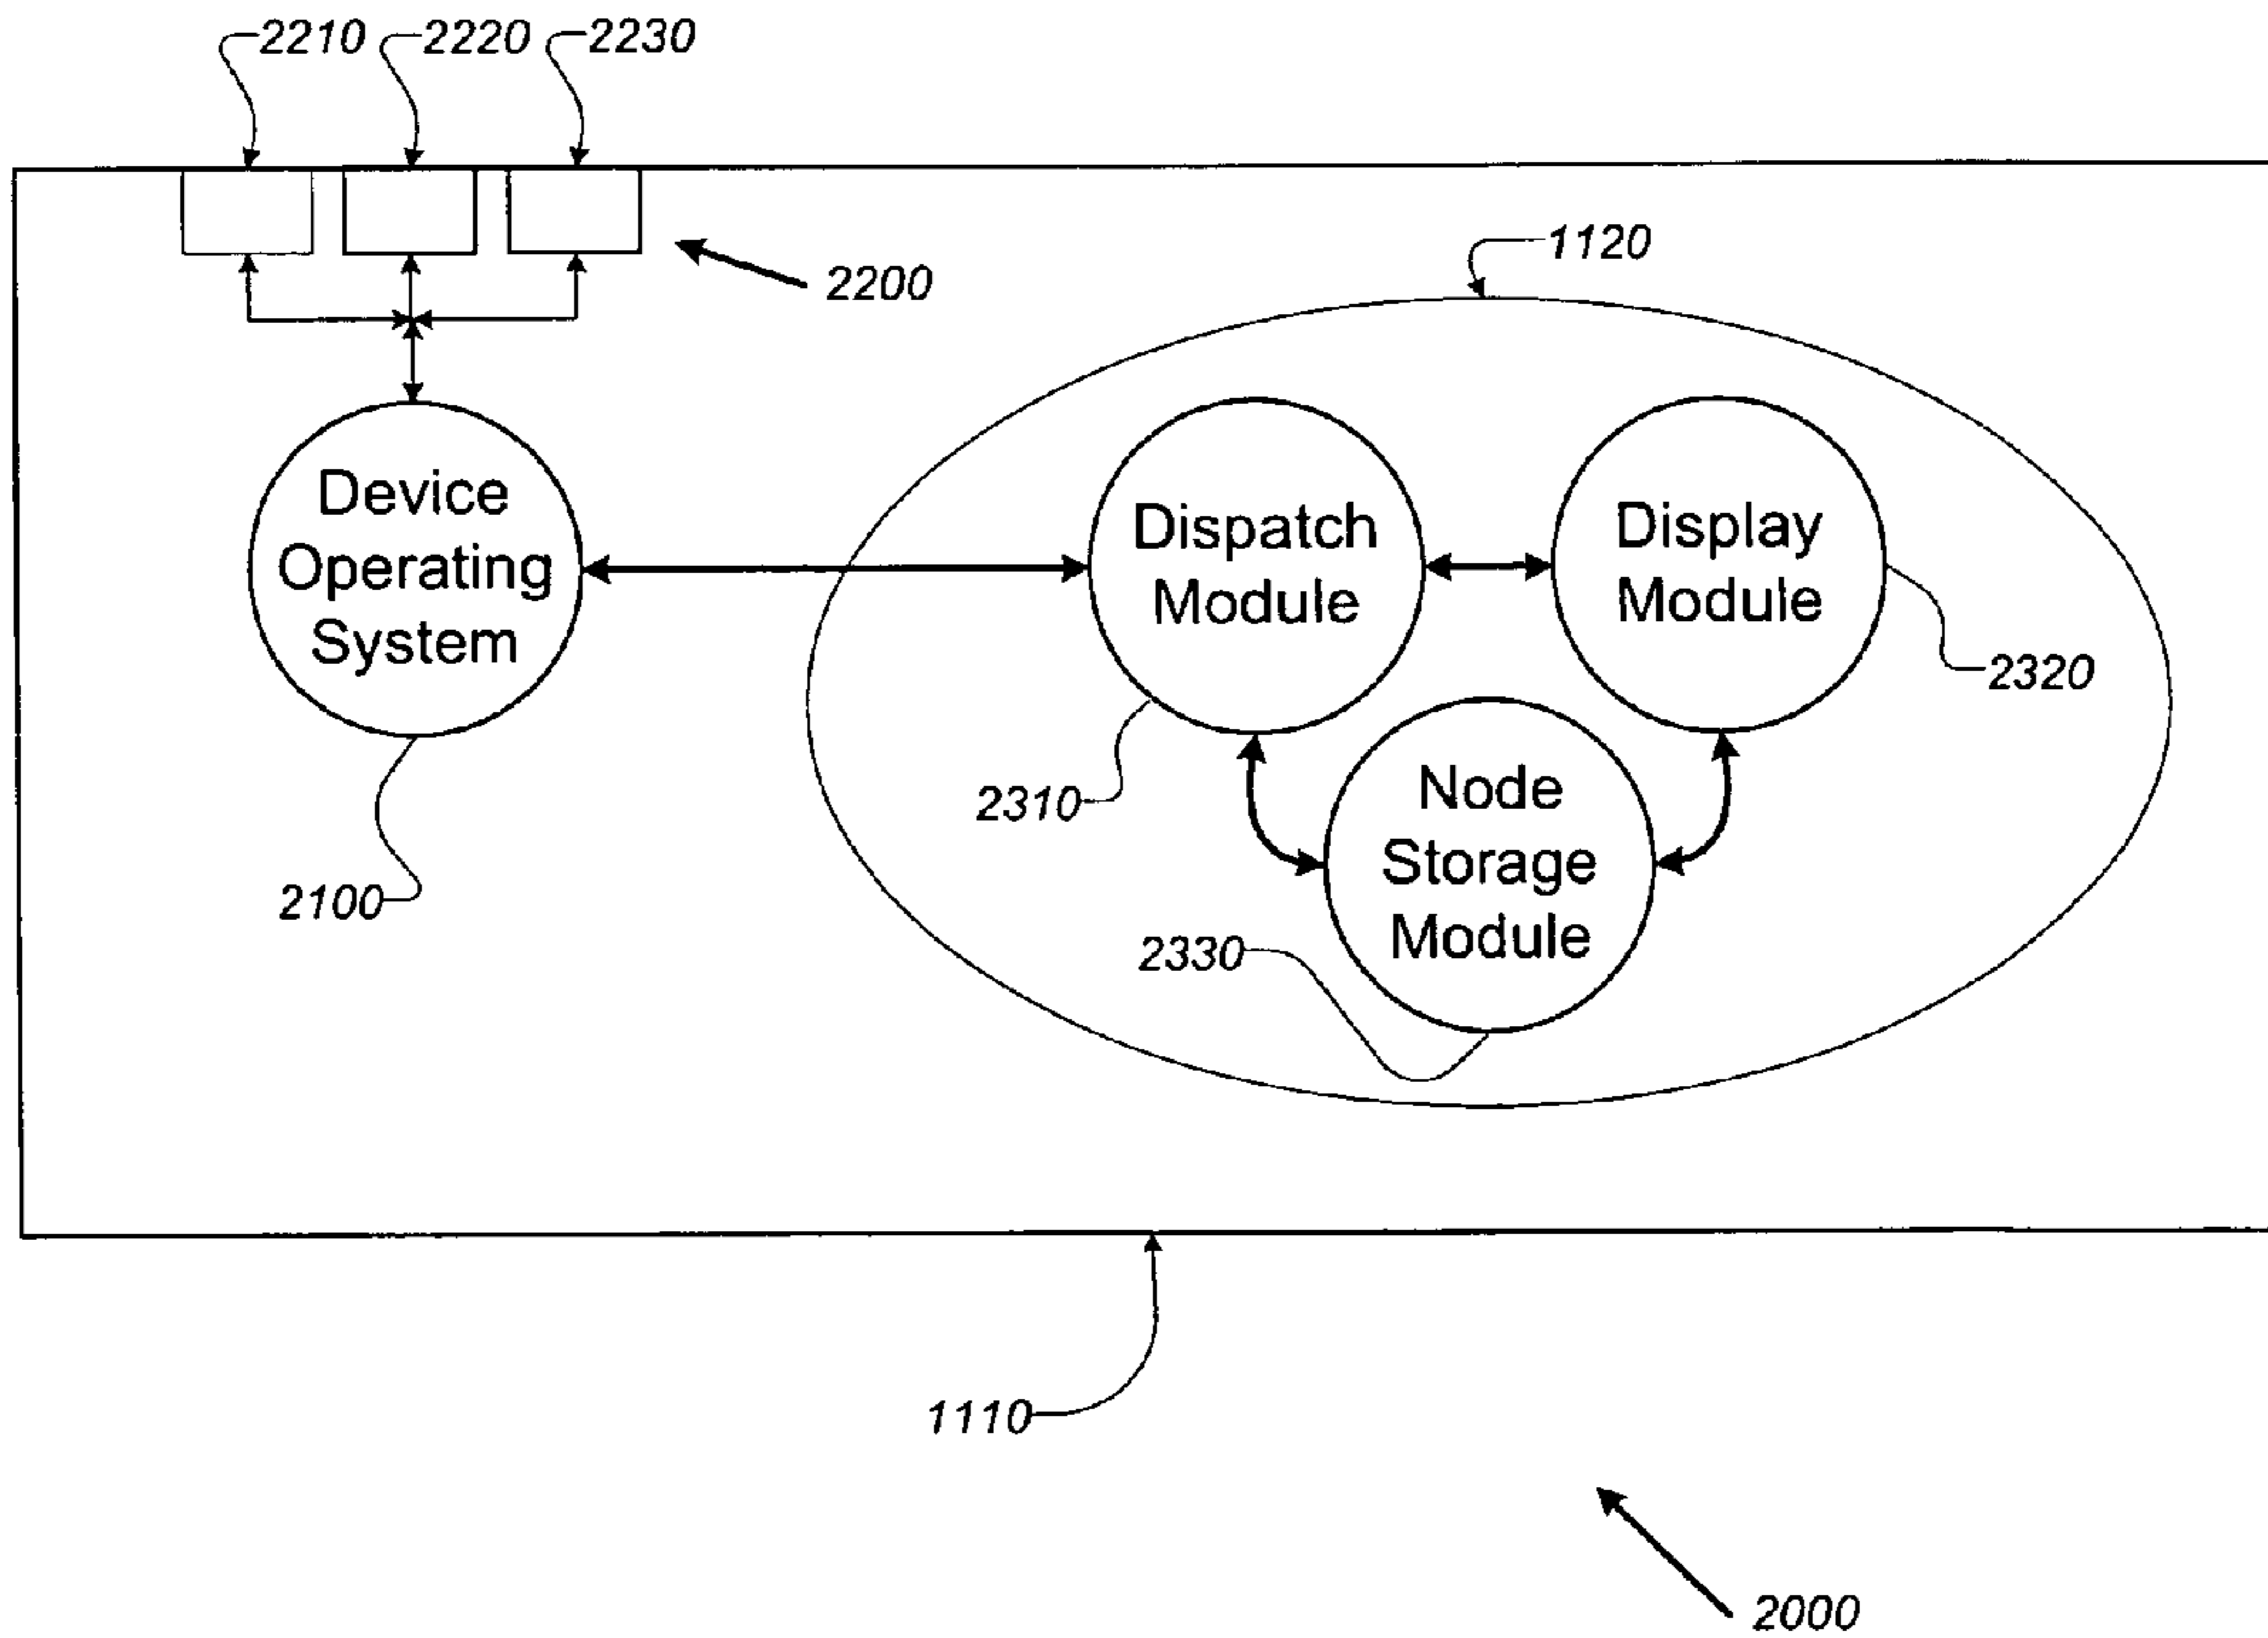 2210
2220
2230
2200
1120
Device
Operating
System
Dispatch
Module
Display
Module
2320
2310
Node
Storage
Module
2100
2330
1110
2000